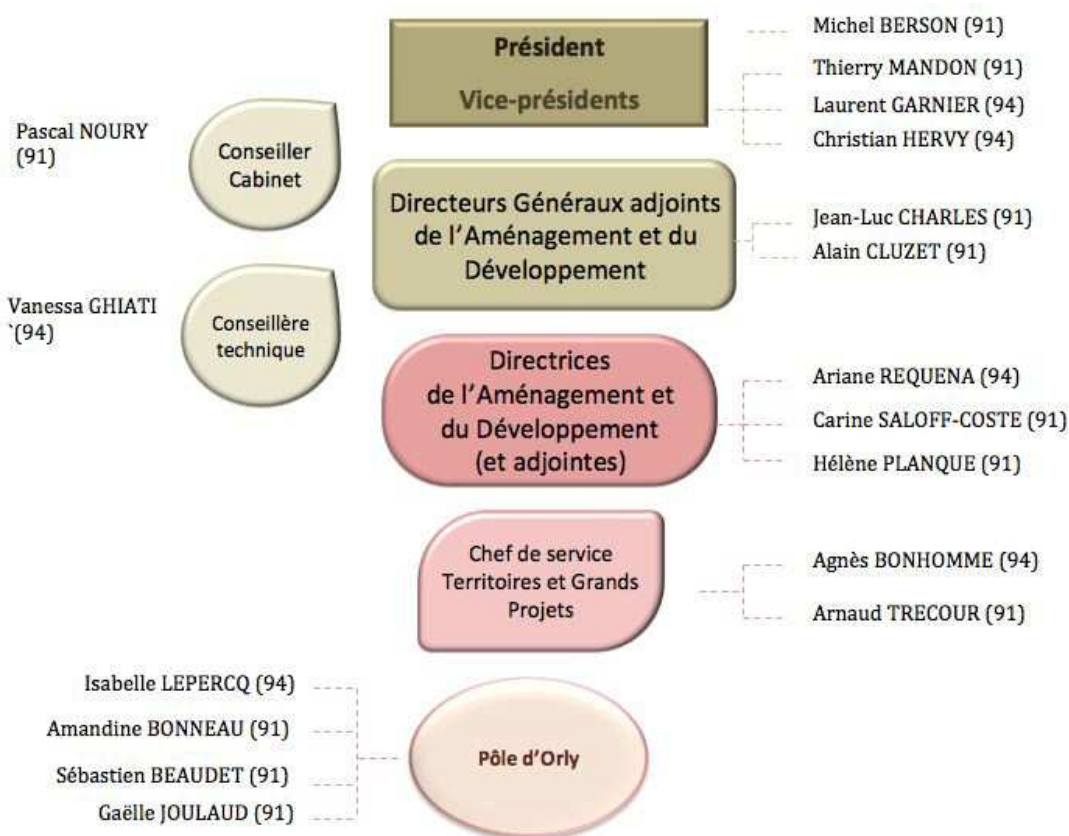 Président
Vice-présidents
Michel BERSON (91)
Thierry MANDON (91)
Laurent GARNIER (94)
Christian HERVY (94)
Pascal NOURY
(91)
Conseiller
Cabinet
Directeurs Généraux adjoints
de l'Aménagement et du
Développement
Jean-Luc CHARLES (91)
Alain CLUZET (91)
Vanessa GHIATI
`(94)
Conseillère
technique
Directrices
de l'Aménagement et
du Développement
(et adjointes)
Ariane REQUENA (94)
Carine SALOFF-COSTE (91)
Hélène PLANQUE (91)
Chef de service
Territoires et Grands
Projets
Agnès BONHOMME (94)
Arnaud TRECOUR (91)
Isabelle LEPERCQ (94)
Amandine BONNEAU (91)
Sébastien BEAUDET (91)
Gaëlle JOULAUD (91)
Pôle d'Orly